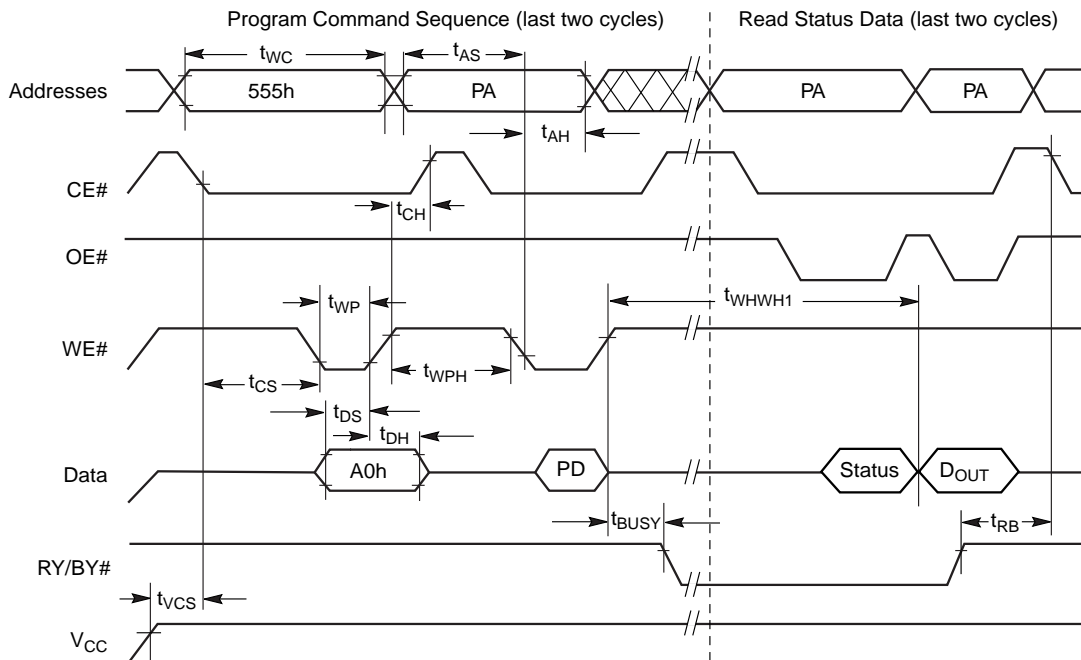 Program Command Sequence (last two cycles) Read Status Data (last two cycles)
tWC tAS
Addresses 555h PA PA PA
tAH
CE#
tCH
OE#
tWP tWHWH1
WE#
tCS tWPH
tDS
tDH
Data A0h PD Status DOUT
tBUSY tRB
RY/BY#
tVCS
VCC